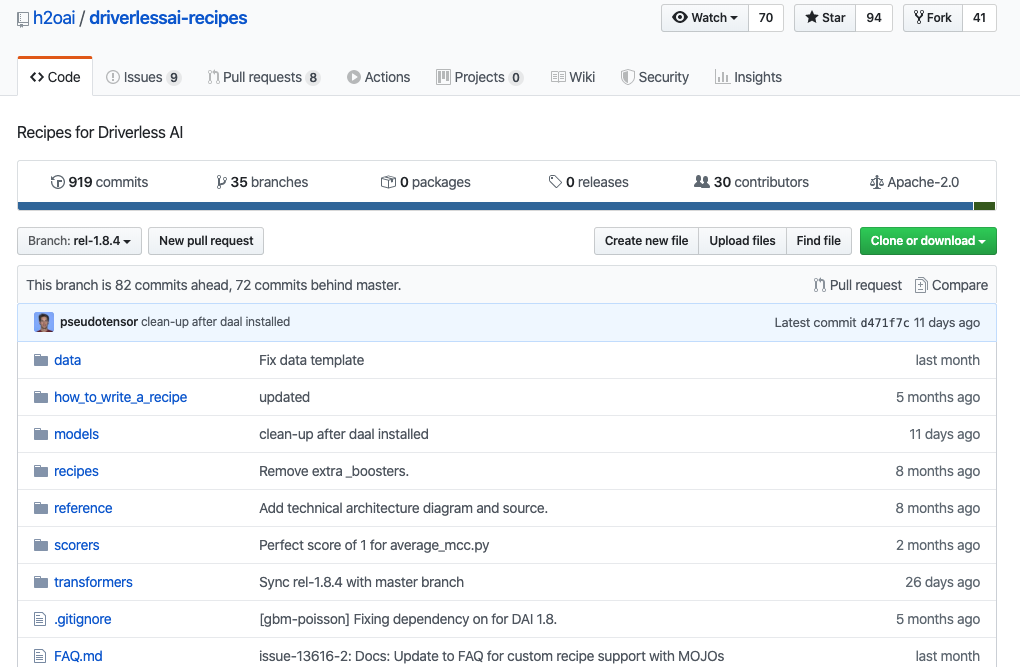 h2oai / driverlessai-recipes
Watch 70 Star 94 Fork 41
Code Issues 9 Pull requests 8 Actions Projects 0 Wiki Security Insights
Recipes for Driverless AI
919 commits 35 branches 0 packages 0 releases 30 contributors Apache-2.0
Branch: rel-1.8.4 New pull request Create new file Upload files Find file Clone or download
This branch is 82 commits ahead, 72 commits behind master. Pull request Compare
pseudotensor clean-up after daal installed Latest commit d471f7c 11 days ago
data Fix data template last month
how_to_write_a_recipe updated 5 months ago
models clean-up after daal installed 11 days ago
recipes Remove extra _boosters. 8 months ago
reference Add technical architecture diagram and source. 8 months ago
scorers Perfect score of 1 for average_mcc.py 2 months ago
transformers Sync rel-1.8.4 with master branch 26 days ago
.gitignore [gbm-poisson] Fixing dependency on for DAI 1.8. 5 months ago
FAQ.md issue-13616-2: Docs: Update to FAQ for custom recipe support with MOJOs last month